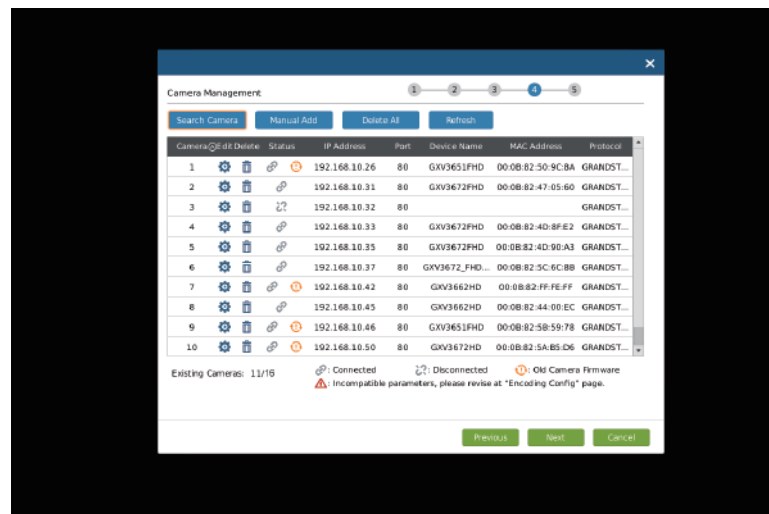 ×
Camera Management 1 2 3 4 5
Search Camera Manual Add Delete All Refresh
Camera Edit Delete Status IP Address Port Device Name MAC Address Protocol
1 192.168.10.26 80 GXV3651FHD 00:0B:82:50:9C:8A GRANDST...
2 192.168.10.31 80 GXV3672FHD 00:0B:82:47:05:60 GRANDST...
3 192.168.10.32 80 GRANDST...
4 192.168.10.33 80 GXV3672FHD 00:0B:82:4D:8F:E2 GRANDST...
5 192.168.10.35 80 GXV3672FHD 00:0B:82:4D:90:A3 GRANDST...
6 192.168.10.37 80 GXV3672_FHD... 00:0B:82:5C:6C:8B GRANDST...
7 192.168.10.42 80 GXV3662HD 00:0B:82:FF:FE:FF GRANDST...
8 192.168.10.45 80 GXV3662HD 00:0B:82:44:00:EC GRANDST...
9 192.168.10.46 80 GXV3651FHD 00:0B:82:5B:59:78 GRANDST...
10 192.168.10.50 80 GXV3672HD 00:0B:82:5A:B5:D6 GRANDST...
Existing Cameras: 11/16 : Connected : Disconnected : Old Camera Firmware
: Incompatible parameters, please revise at "Encoding Config" page.
Previous Next Cancel